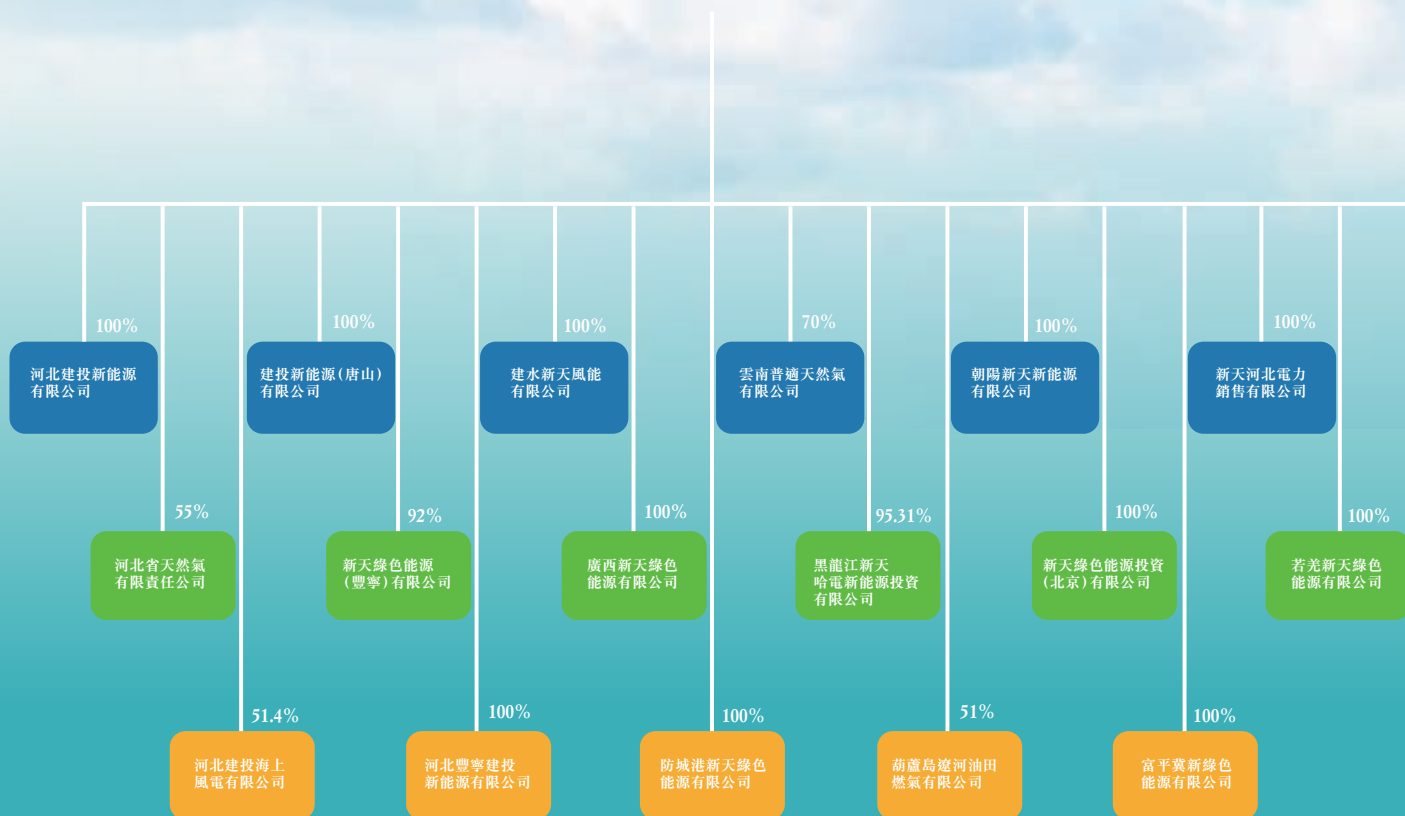 100%
河北建投新能源
有限公司
100%
建投新能源(唐山)
有限公司
100%
建水新天風能
有限公司
70%
雲南普適天然氣
有限公司
100%
朝陽新天新能源
有限公司
100%
新天河北電力
銷售有限公司
55%
河北省天然氣
有限責任公司
92%
新天綠色能源
(豐寧)有限公司
100%
廣西新天綠色
能源有限公司
95.31%
黑龍江新天
哈電新能源投資
有限公司
100%
新天綠色能源投資
(北京)有限公司
100%
若羌新天綠色
能源有限公司
51.4%
河北建投海上
風電有限公司
100%
河北豐寧建投
新能源有限公司
100%
防城港新天綠色
能源有限公司
51%
葫蘆島遼河油田
燃氣有限公司
100%
富平冀新綠色
能源有限公司